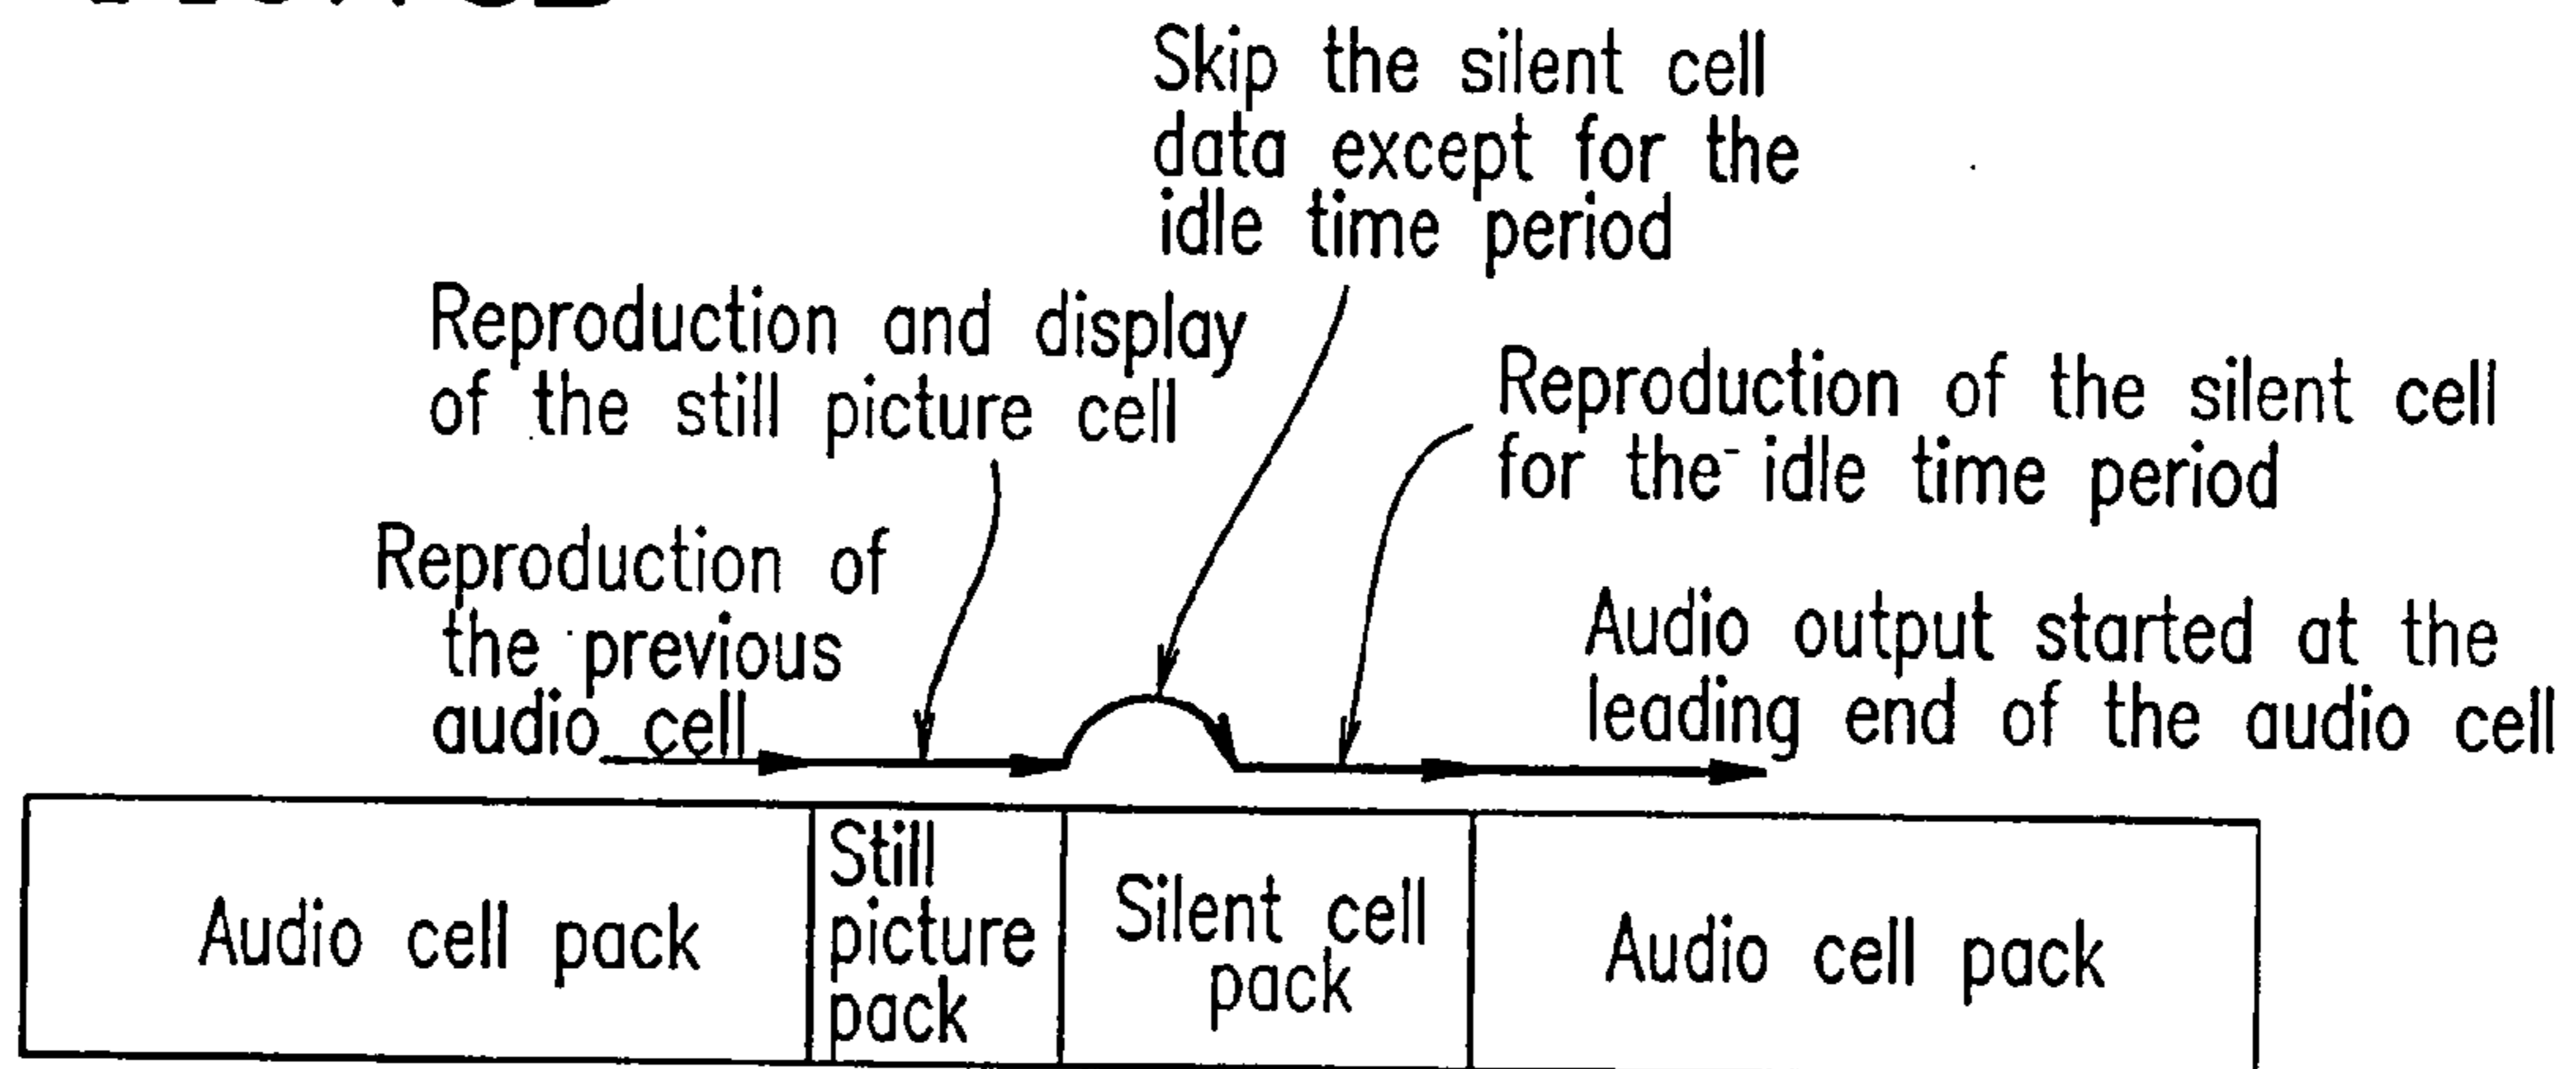 Skip the silent cell
data except for the
idle time period
Reproduction and display
of the still picture cell
Reproduction of the silent cell
for the idle time period
Reproduction of
the previous
audio cell
Audio output started at the
leading end of the audio cell
Audio cell pack
Still
picture
pack
Silent cell
pack
Audio cell pack